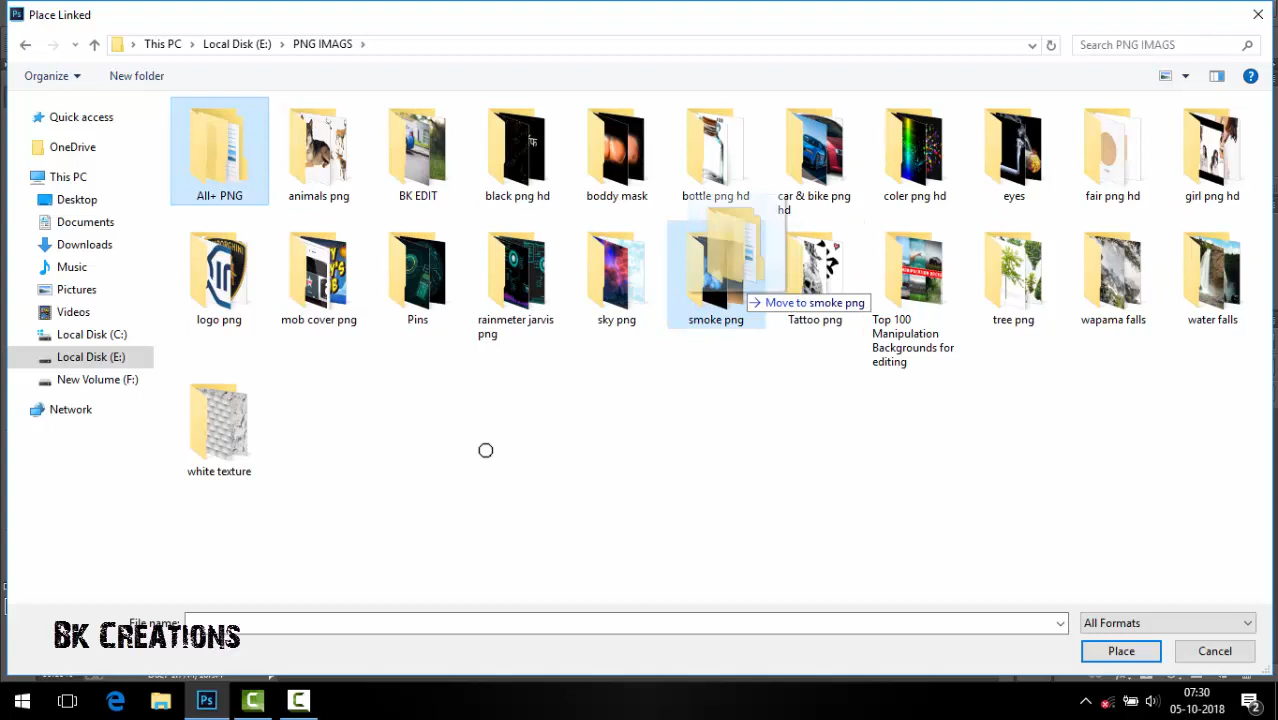 Ps Place Linked
This PC Local Disk (E:) PNG IMAGS
Search PNG IMAGS
Organize New folder
Quick access
OneDrive
This PC
Desktop
Documents
Downloads
Music
Pictures
Videos
Local Disk (C:)
Local Disk (E:)
New Volume (F:)
Network
All+ PNG
animals png
BK EDIT
black png hd
boddy mask
bottle png hd
car & bike png
hd
coler png hd
eyes
fair png hd
girl png hd
logo png
mob cover png
Pins
rainmeter jarvis
png
sky png
smoke png
Move to smoke png
Tattoo png
Top 100
Manipulation
Backgrounds for
editing
tree png
wapama falls
water falls
white texture
File name:
All Formats
BK CREATIONS
Place Cancel
Ps
07:30
05-10-2018
2